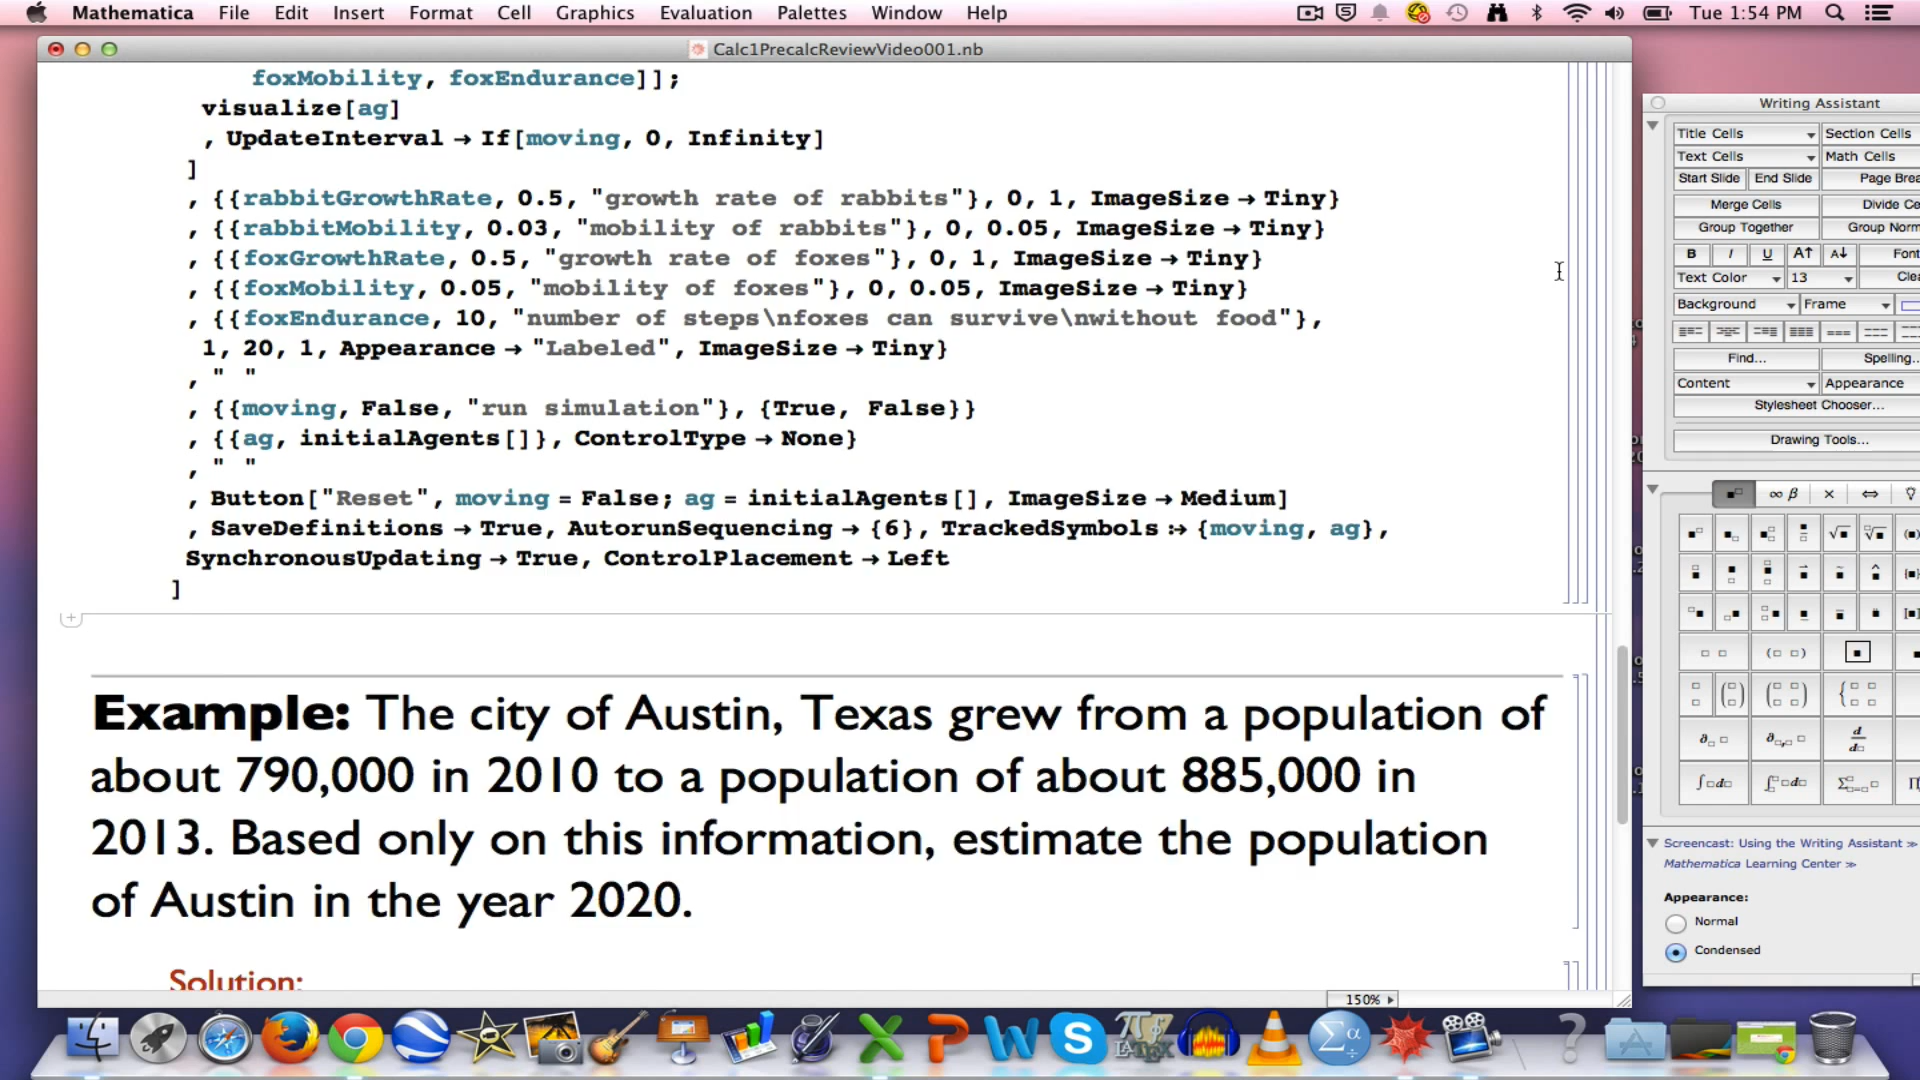 Mathematica File Edit Insert Format Cell Graphics Evaluation Palettes Window Help Tue 1:54 PM
Calc1PrecalcReviewVideo001.nb
foxMobility, foxEndurance]];
visualize[ag]
, UpdateInterval → If[moving, 0, Infinity]
]
, {{rabbitGrowthRate, 0.5, "growth rate of rabbits"}, 0, 1, ImageSize → Tiny}
, {{rabbitMobility, 0.03, "mobility of rabbits"}, 0, 0.05, ImageSize → Tiny}
, {{foxGrowthRate, 0.5, "growth rate of foxes"}, 0, 1, ImageSize → Tiny}
, {{foxMobility, 0.05, "mobility of foxes"}, 0, 0.05, ImageSize → Tiny}
, {{foxEndurance, 10, "number of steps\nfoxes can survive\nwithout food"},
1, 20, 1, Appearance → "Labeled", ImageSize → Tiny}
, " "
, {{moving, False, "run simulation"}, {True, False}}
, {{ag, initialAgents[]}, ControlType → None}
, " "
, Button["Reset", moving = False; ag = initialAgents[], ImageSize → Medium]
, SaveDefinitions → True, AutorunSequencing → {6}, TrackedSymbols :→ {moving, ag},
SynchronousUpdating → True, ControlPlacement → Left
]
Example: The city of Austin, Texas grew from a population of
about 790,000 in 2010 to a population of about 885,000 in
2013. Based only on this information, estimate the population
of Austin in the year 2020.
Solution:
150%
Writing Assistant
Title Cells Section Cells
Text Cells Math Cells
Start Slide End Slide Page Brea
Merge Cells Divide Ce
Group Together Group Norm
B I U A↑ A↓ Font
Text Color 13 Clea
Background Frame
Find... Spelling...
Content Appearance
Stylesheet Chooser...
Drawing Tools...
∞ β × ⇔
Screencast: Using the Writing Assistant »
Mathematica Learning Center »
Appearance:
Normal
Condensed